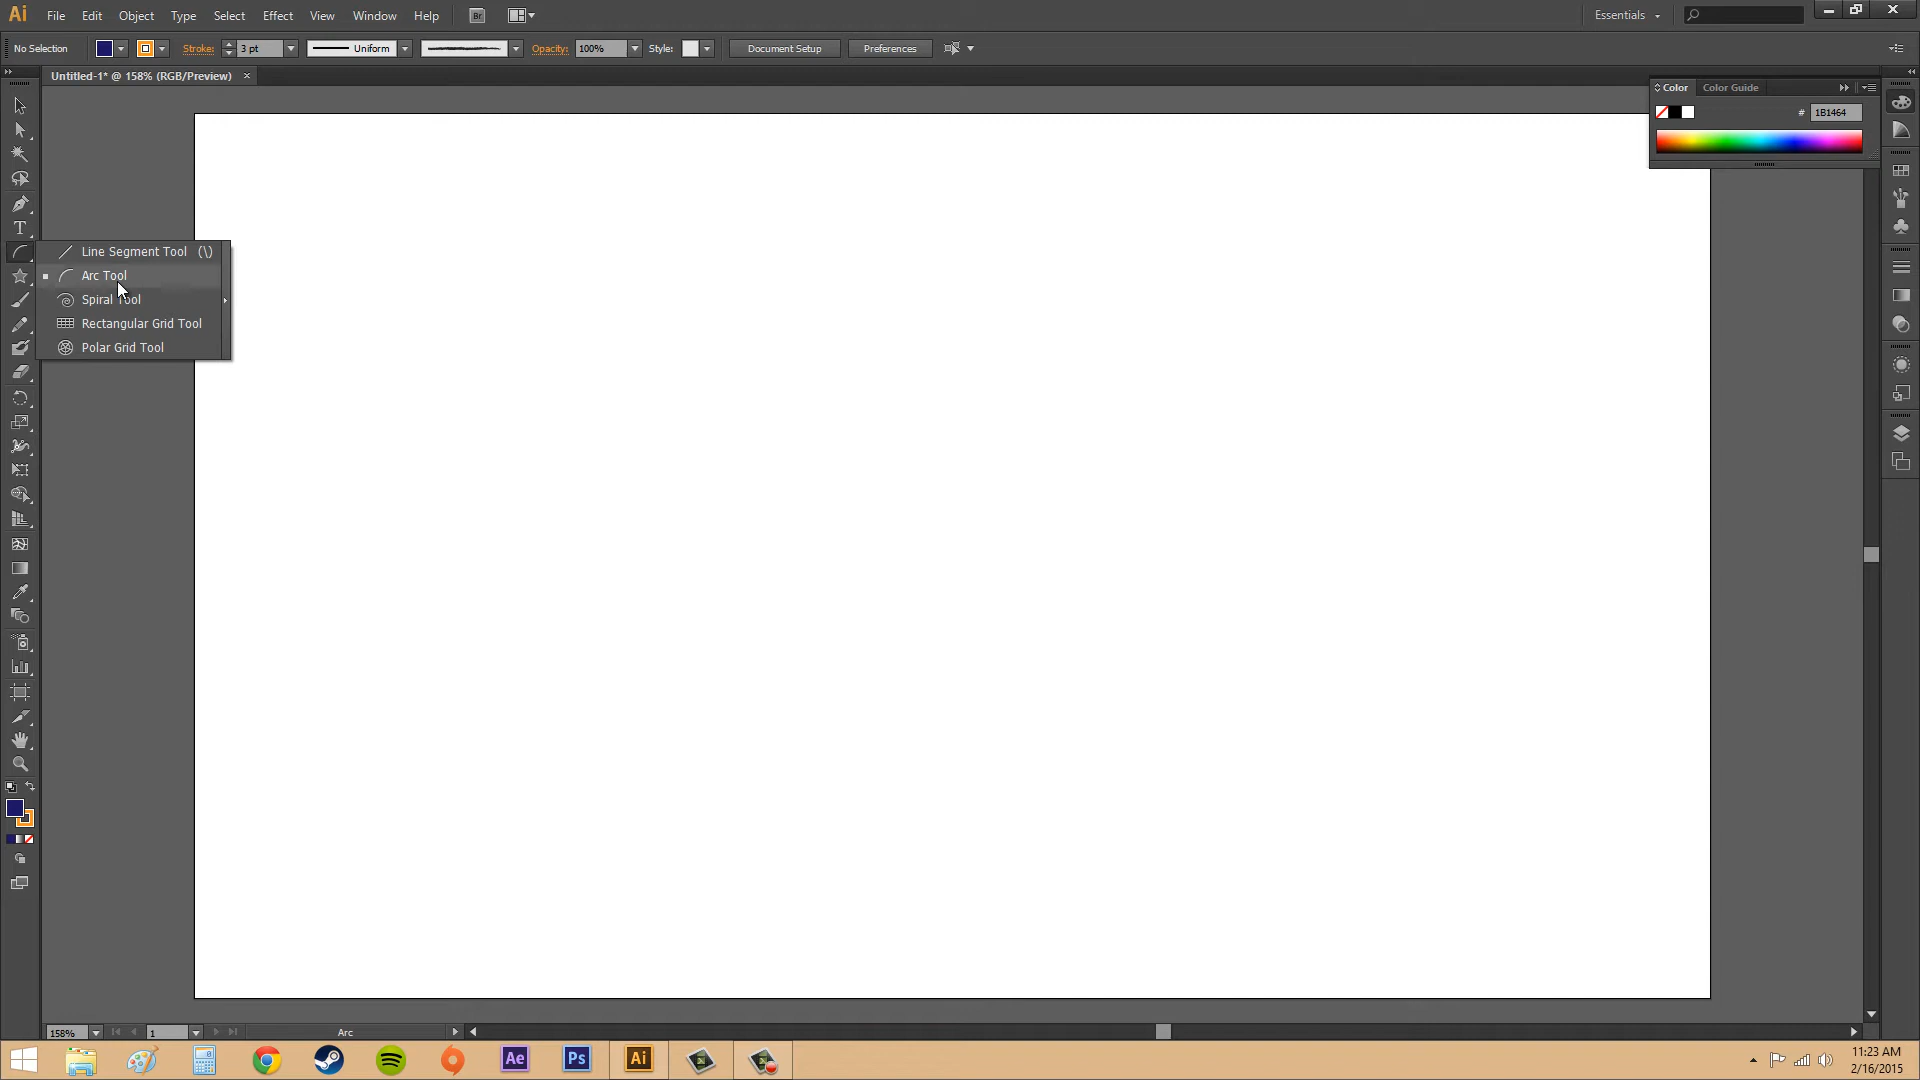 Ai File Edit Object Type Select Effect View Window Help Br Essentials
No Selection Stroke: 3 pt Uniform Opacity: 100% Style: Document Setup Preferences
Untitled-1* @ 158% (RGB/Preview) ×
Color Color Guide
# 1B1464
T
Line Segment Tool (\)
Arc Tool
Spiral Tool
Rectangular Grid Tool
Polar Grid Tool
158% 1 Arc
Ae Ps Ai
11:23 AM
2/16/2015